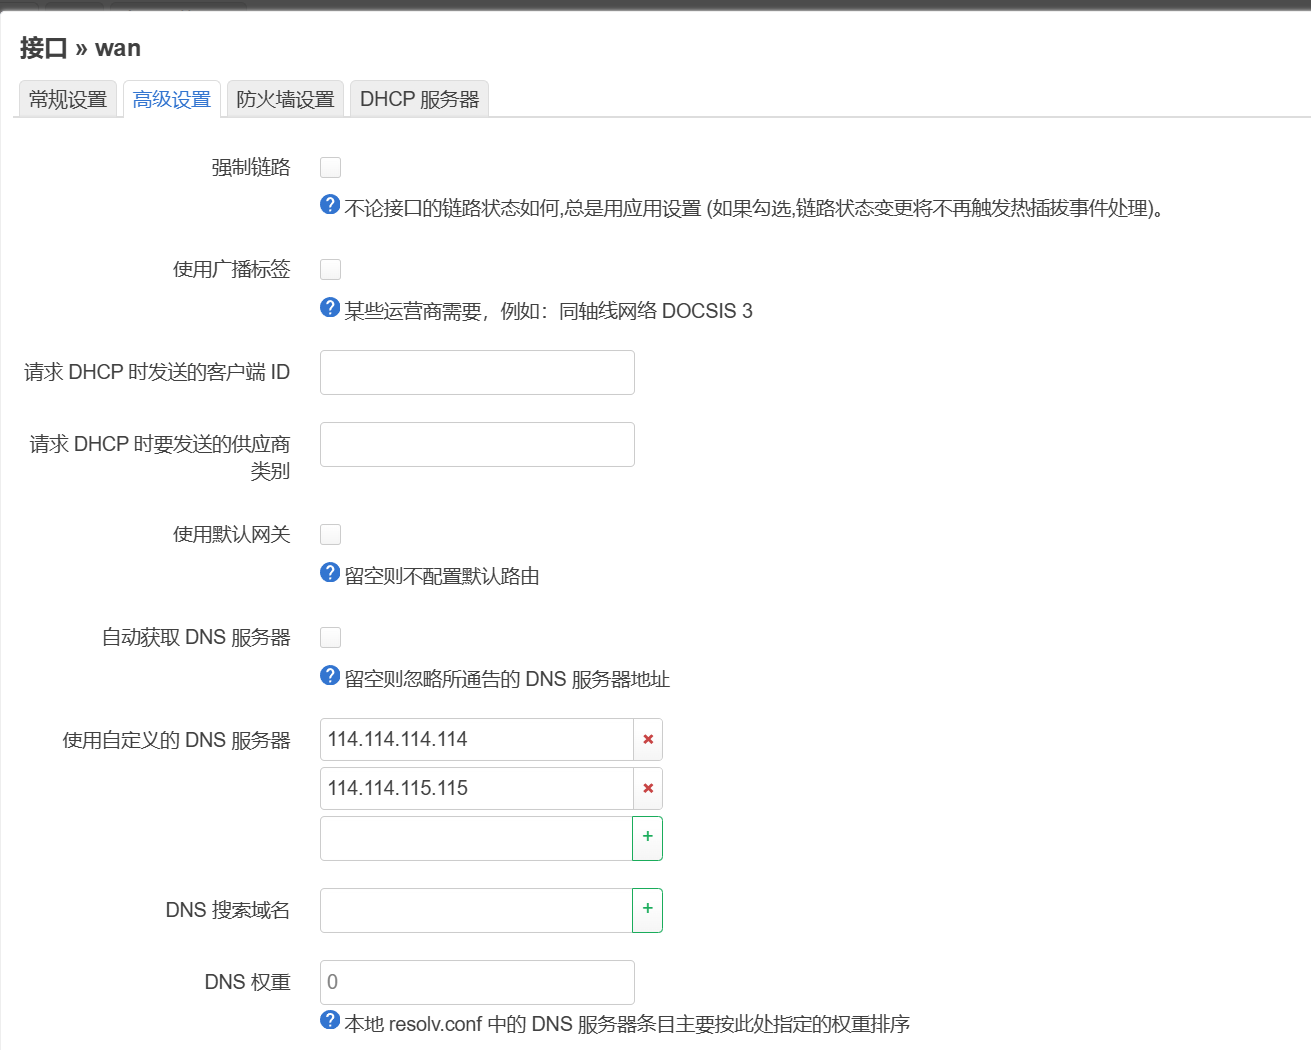 接口 » wan
常规设置 高级设置 防火墙设置 DHCP 服务器
强制链路
不论接口的链路状态如何,总是用应用设置 (如果勾选,链路状态变更将不再触发热插拔事件处理)。
使用广播标签
某些运营商需要，例如：同轴线网络 DOCSIS 3
请求 DHCP 时发送的客户端 ID
请求 DHCP 时要发送的供应商
类别
使用默认网关
留空则不配置默认路由
自动获取 DNS 服务器
留空则忽略所通告的 DNS 服务器地址
使用自定义的 DNS 服务器 114.114.114.114
114.114.115.115
DNS 搜索域名
DNS 权重 0
本地 resolv.conf 中的 DNS 服务器条目主要按此处指定的权重排序